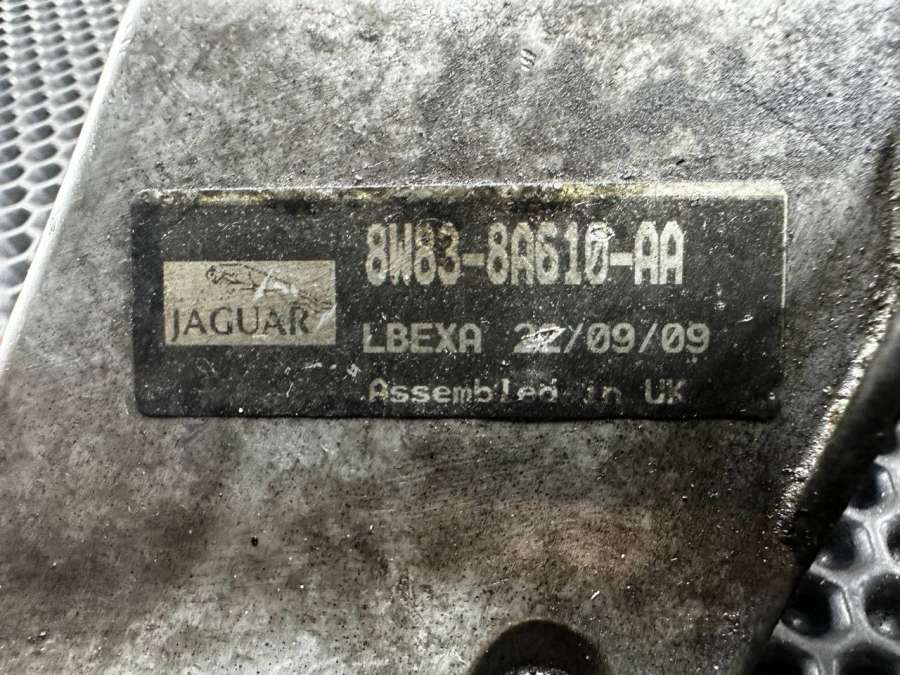 8W83-8A610-AA
JAGUAR
LBEXA 22/09/09
Assembled in UK